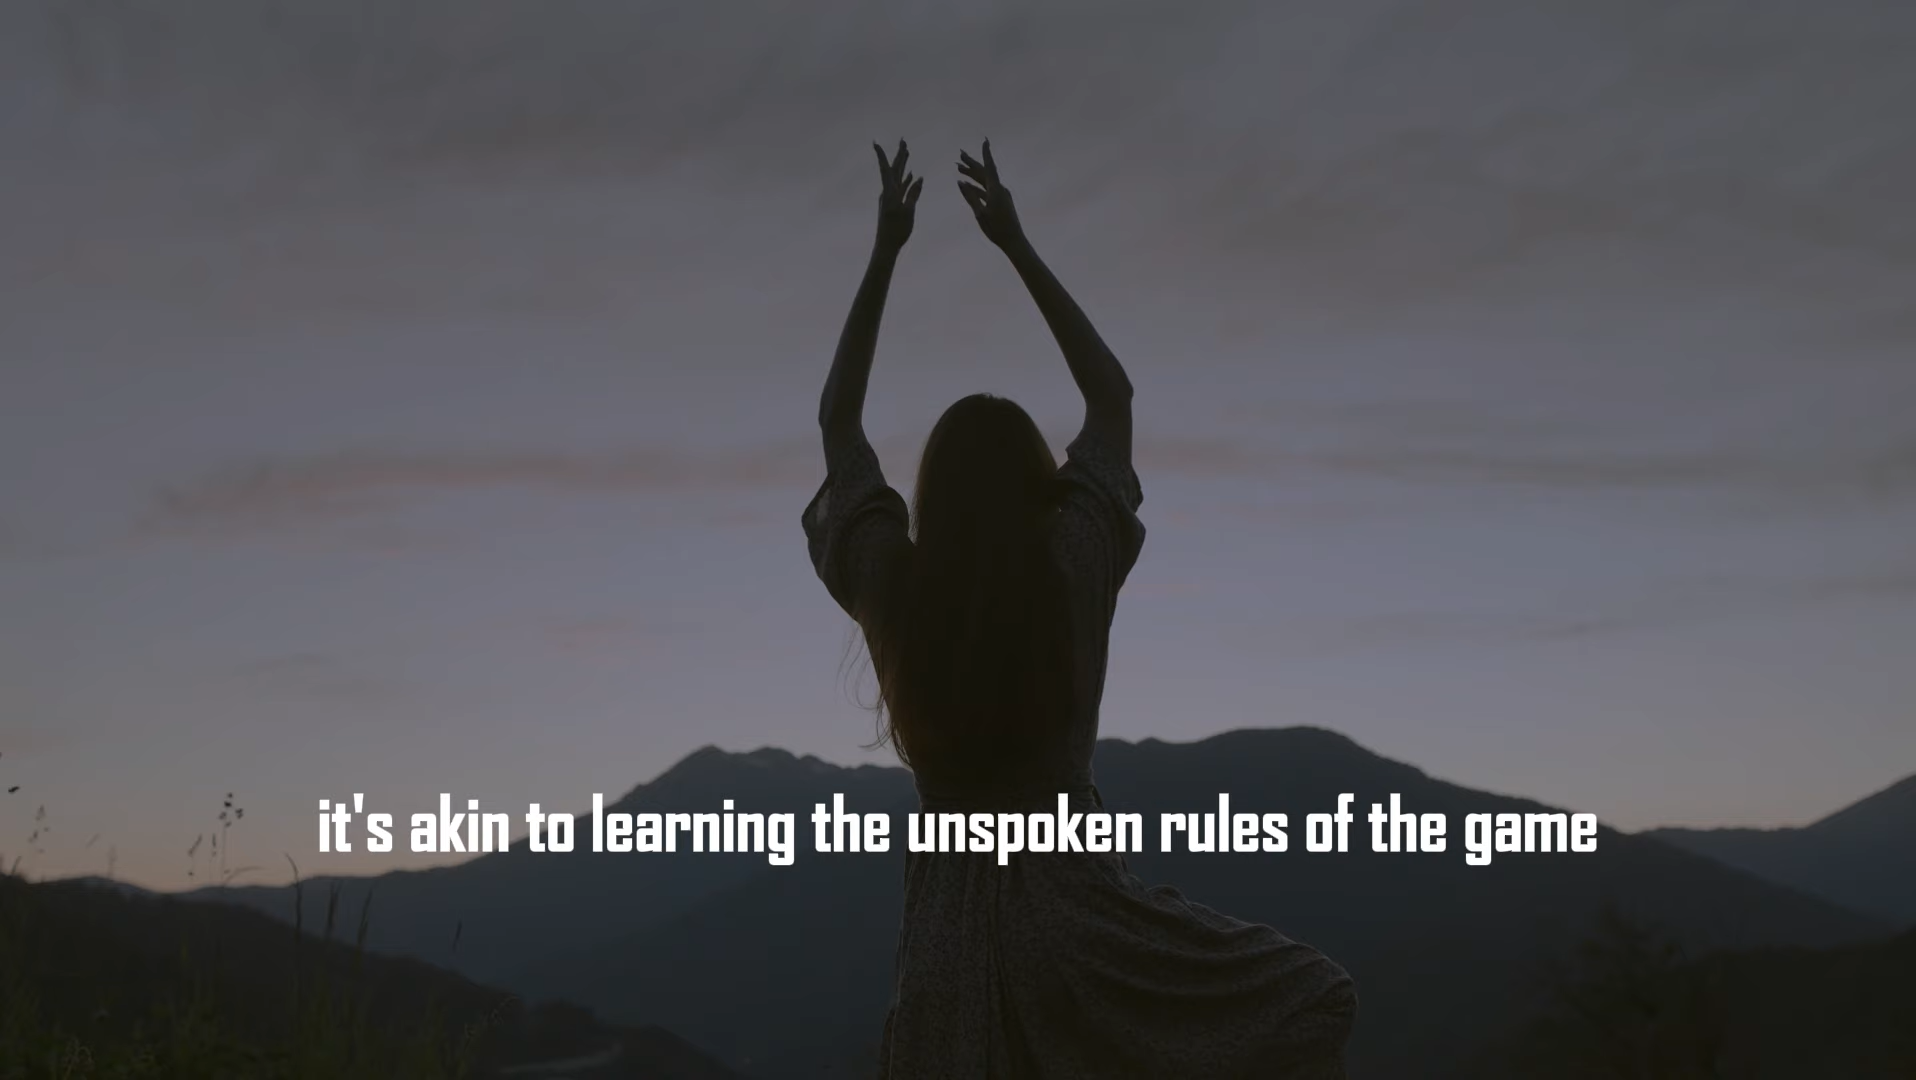 it's akin to learning the unspoken rules of the game